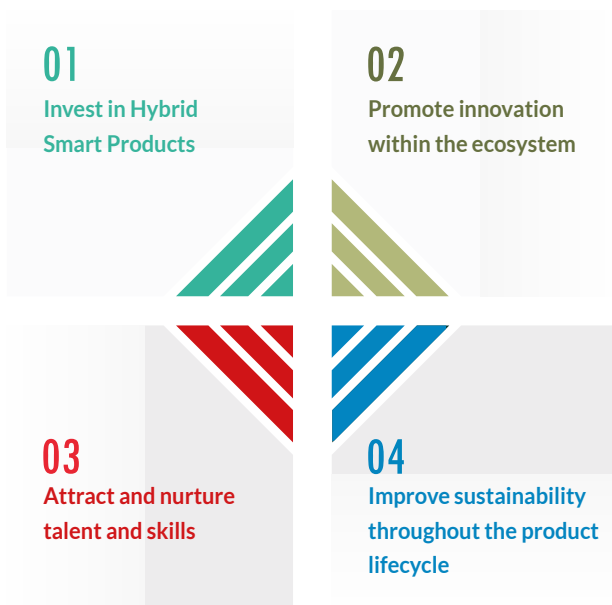 01
Invest in Hybrid
Smart Products
02
Promote innovation
within the ecosystem
03
Attract and nurture
talent and skills
04
Improve sustainability
throughout the product
lifecycle